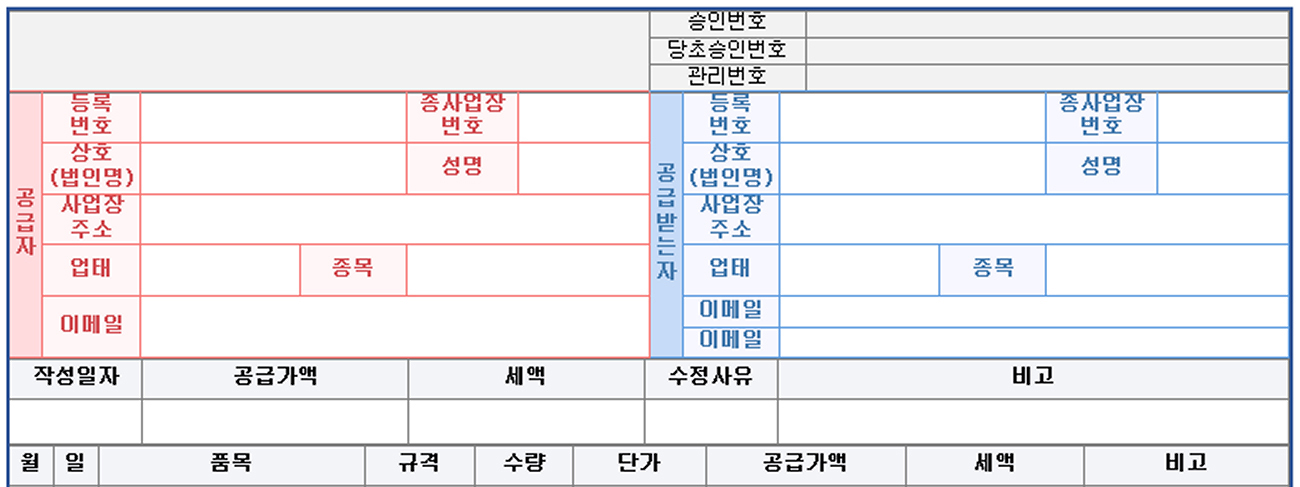 승인번호
당초승인번호
관리번호
공급자
등록
번호
종사업장
번호
상호
(법인명)
성명
사업장
주소
업태
종목
이메일
공급받는자
등록
번호
종사업장
번호
상호
(법인명)
성명
사업장
주소
업태
종목
이메일
이메일
작성일자 공급가액 세액 수정사유 비고
월 일 품목 규격 수량 단가 공급가액 세액 비고